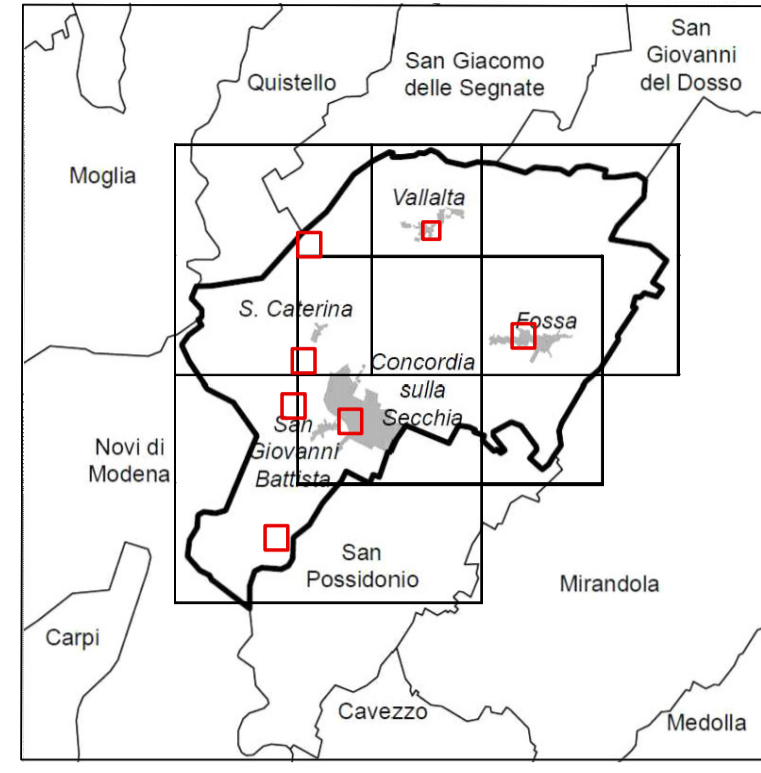 San
Giovanni
del Dosso
San Giacomo
delle Segnate
Quistello
Moglia
Vallalta
S. Caterina
Fossa
Concordia
sulla
Secchia
San
Giovanni
Battista
Novi di
Modena
San
Possidonio
Mirandola
Carpi
Cavezzo
Medolla